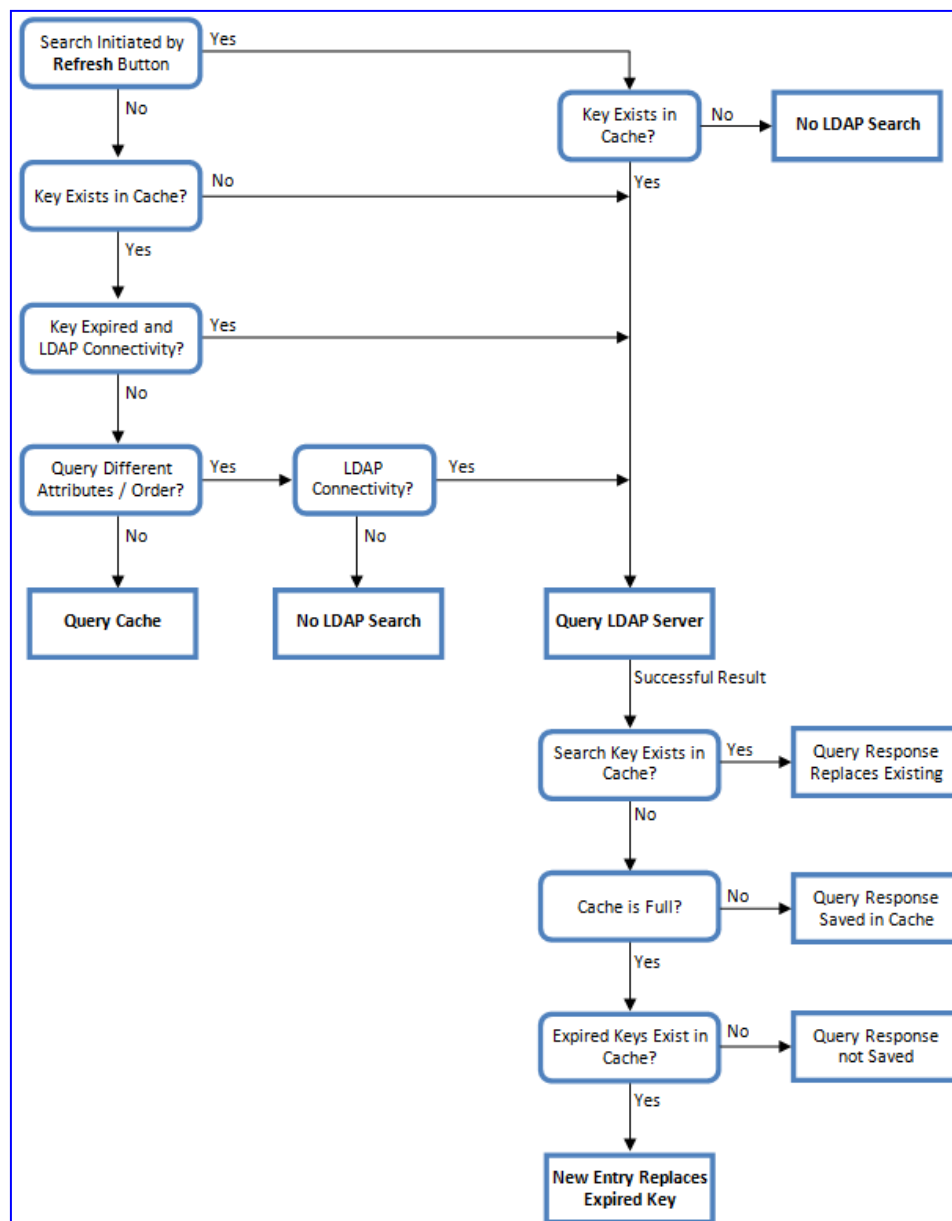 Search Initiated by
Refresh Button
Yes
No
Key Exists in
Cache?
No
No LDAP Search
Yes
Key Exists in Cache?
No
Yes
Key Expired and
LDAP Connectivity?
Yes
No
Query Different
Attributes / Order?
Yes
LDAP
Connectivity?
Yes
No
No
Query Cache
No LDAP Search
Query LDAP Server
Successful Result
Search Key Exists in
Cache?
Yes
Query Response
Replaces Existing
No
Cache is Full?
No
Query Response
Saved in Cache
Yes
Expired Keys Exist in
Cache?
No
Query Response
not Saved
Yes
New Entry Replaces
Expired Key